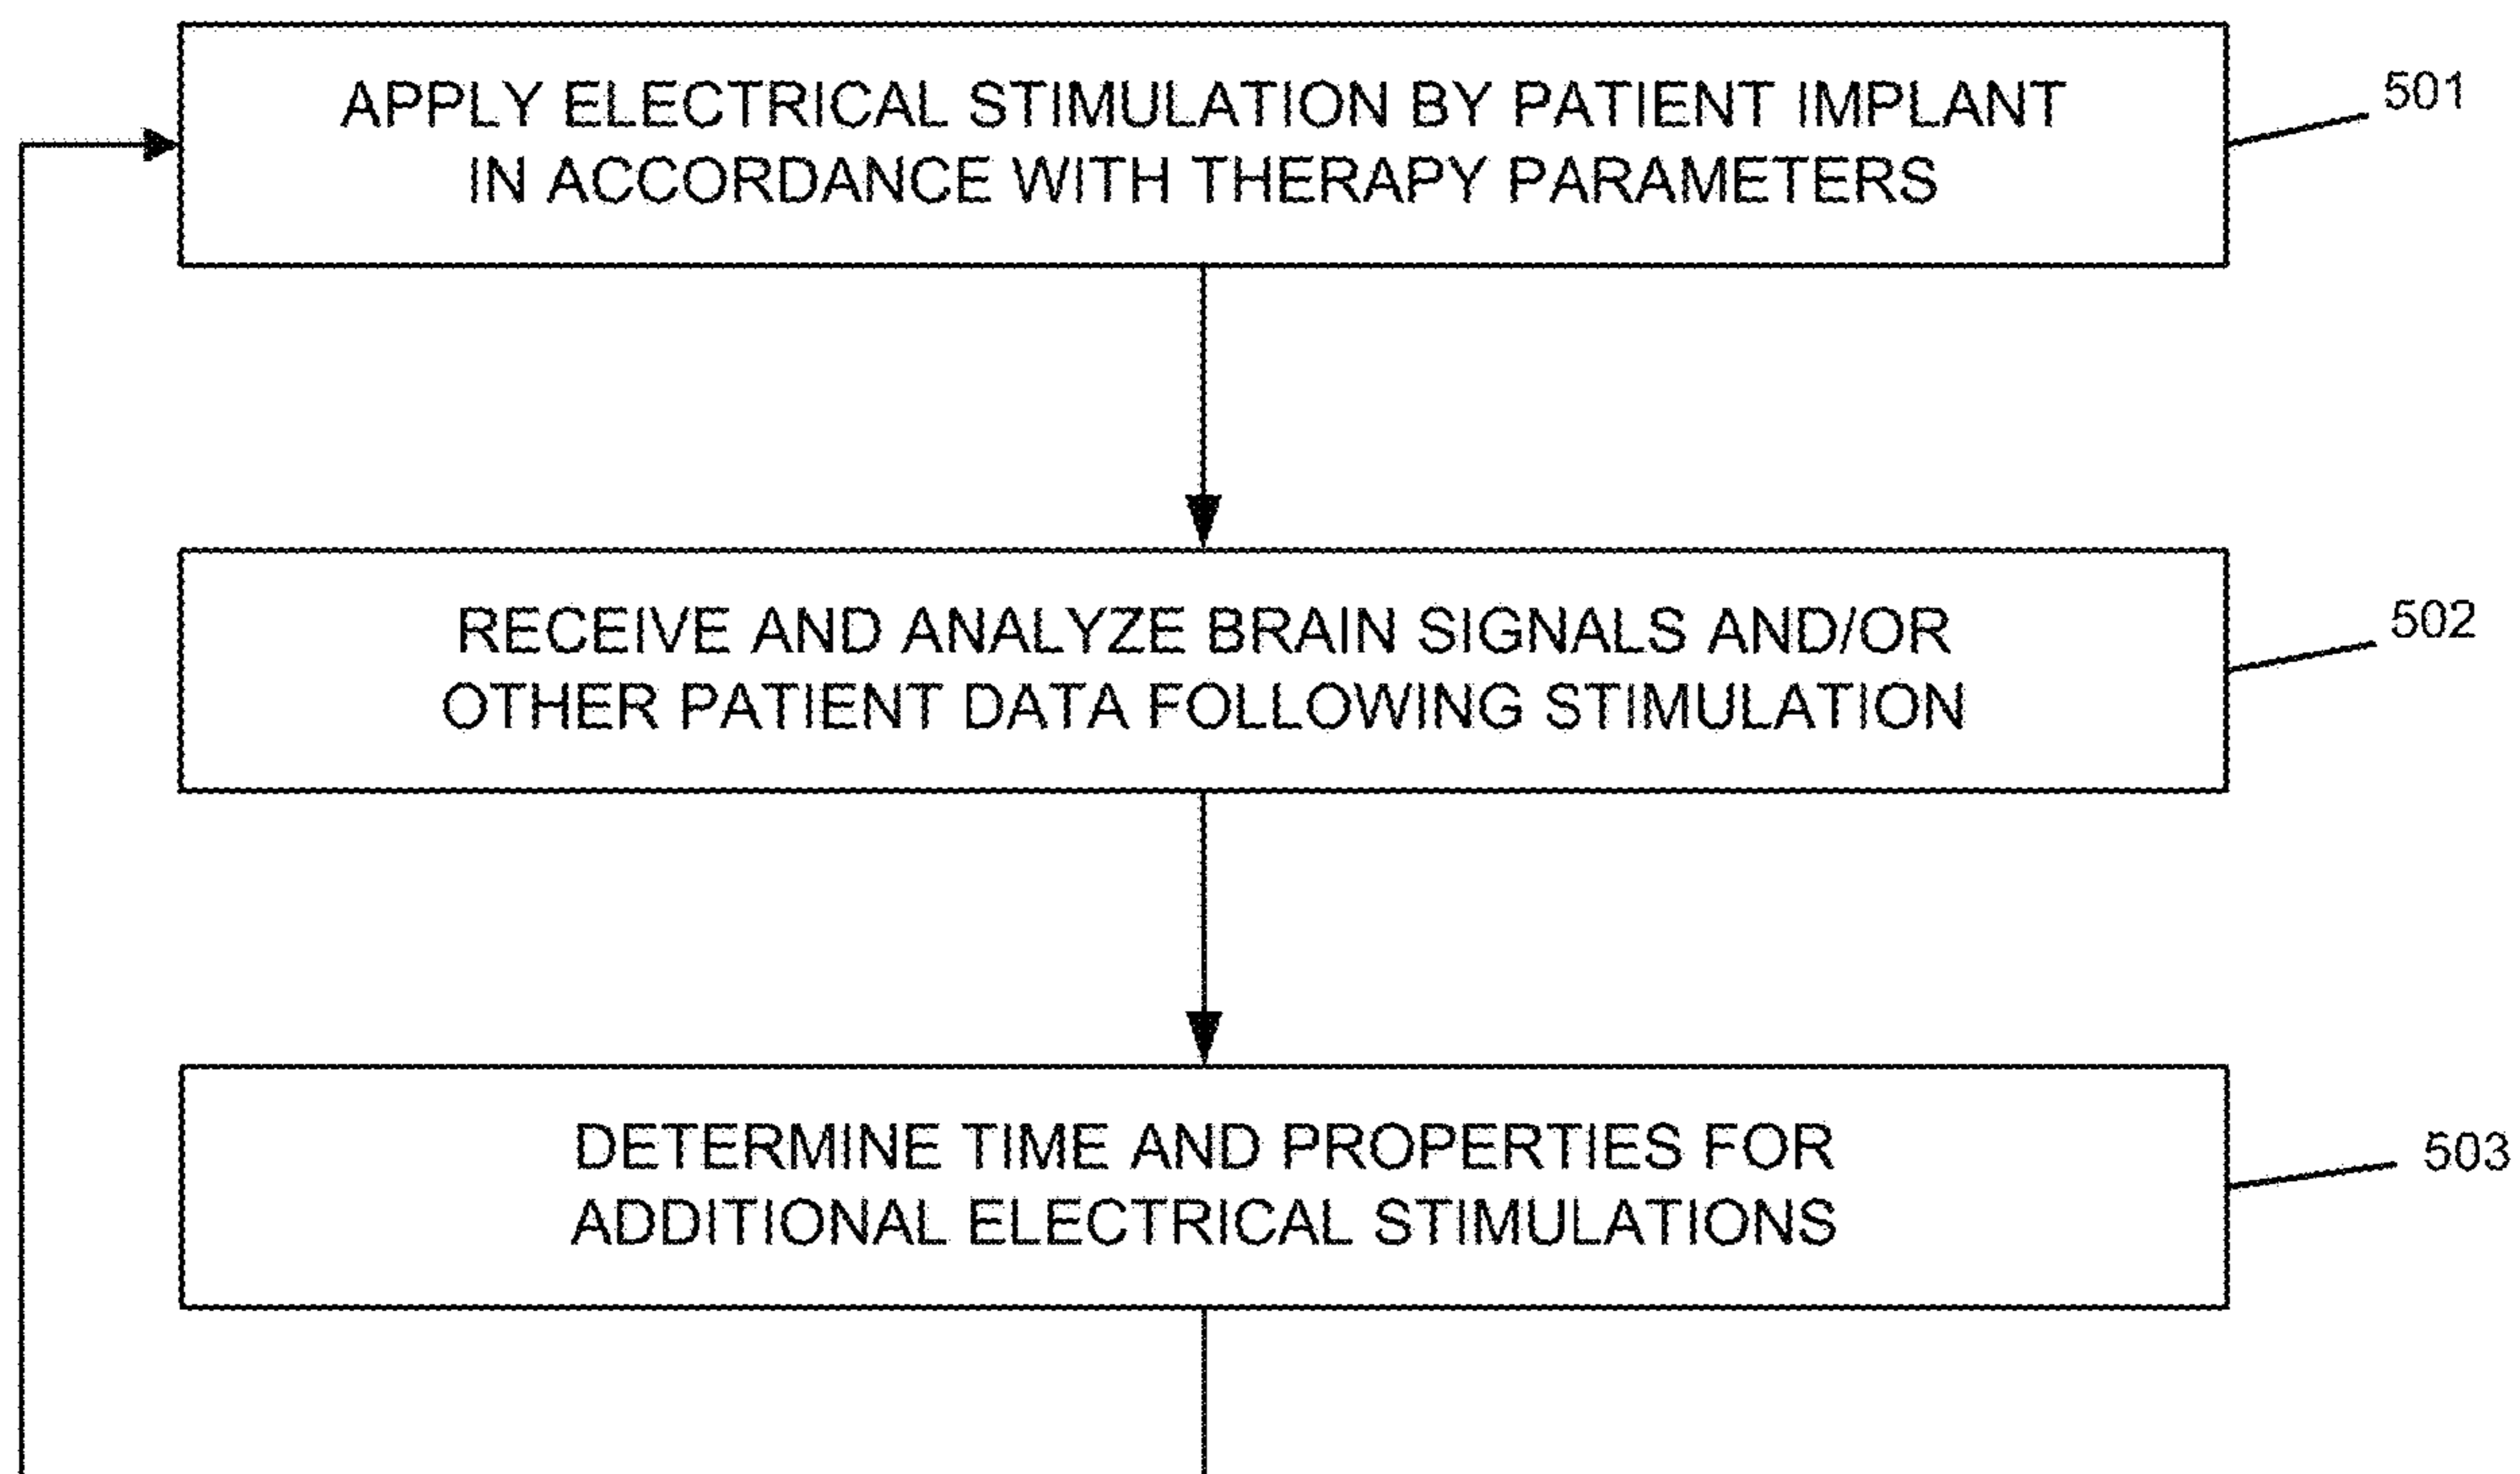 APPLY ELECTRICAL STIMULATION BY PATIENT IMPLANT
IN ACCORDANCE WITH THERAPY PARAMETERS
501
RECEIVE AND ANALYZE BRAIN SIGNALS AND/OR
OTHER PATIENT DATA FOLLOWING STIMULATION
502
DETERMINE TIME AND PROPERTIES FOR
ADDITIONAL ELECTRICAL STIMULATIONS
503